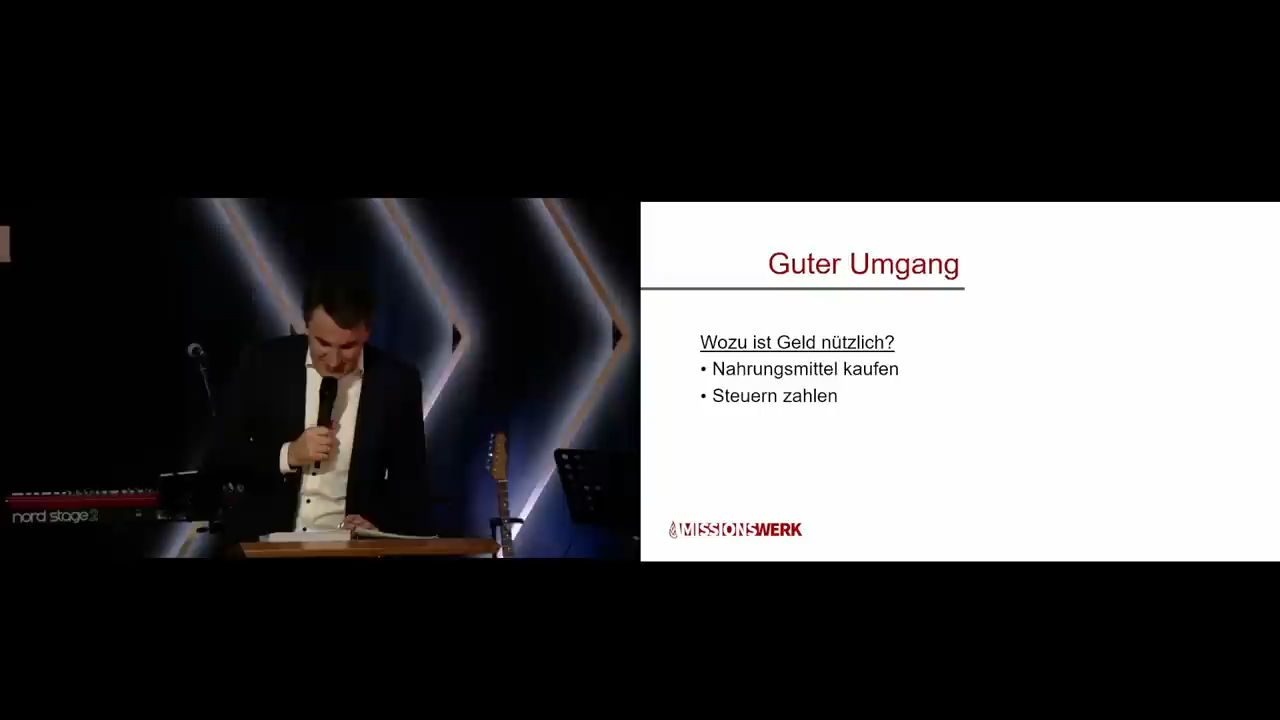 nord stage 2
Guter Umgang
Wozu ist Geld nützlich?
• Nahrungsmittel kaufen
• Steuern zahlen
MISSIONSWERK